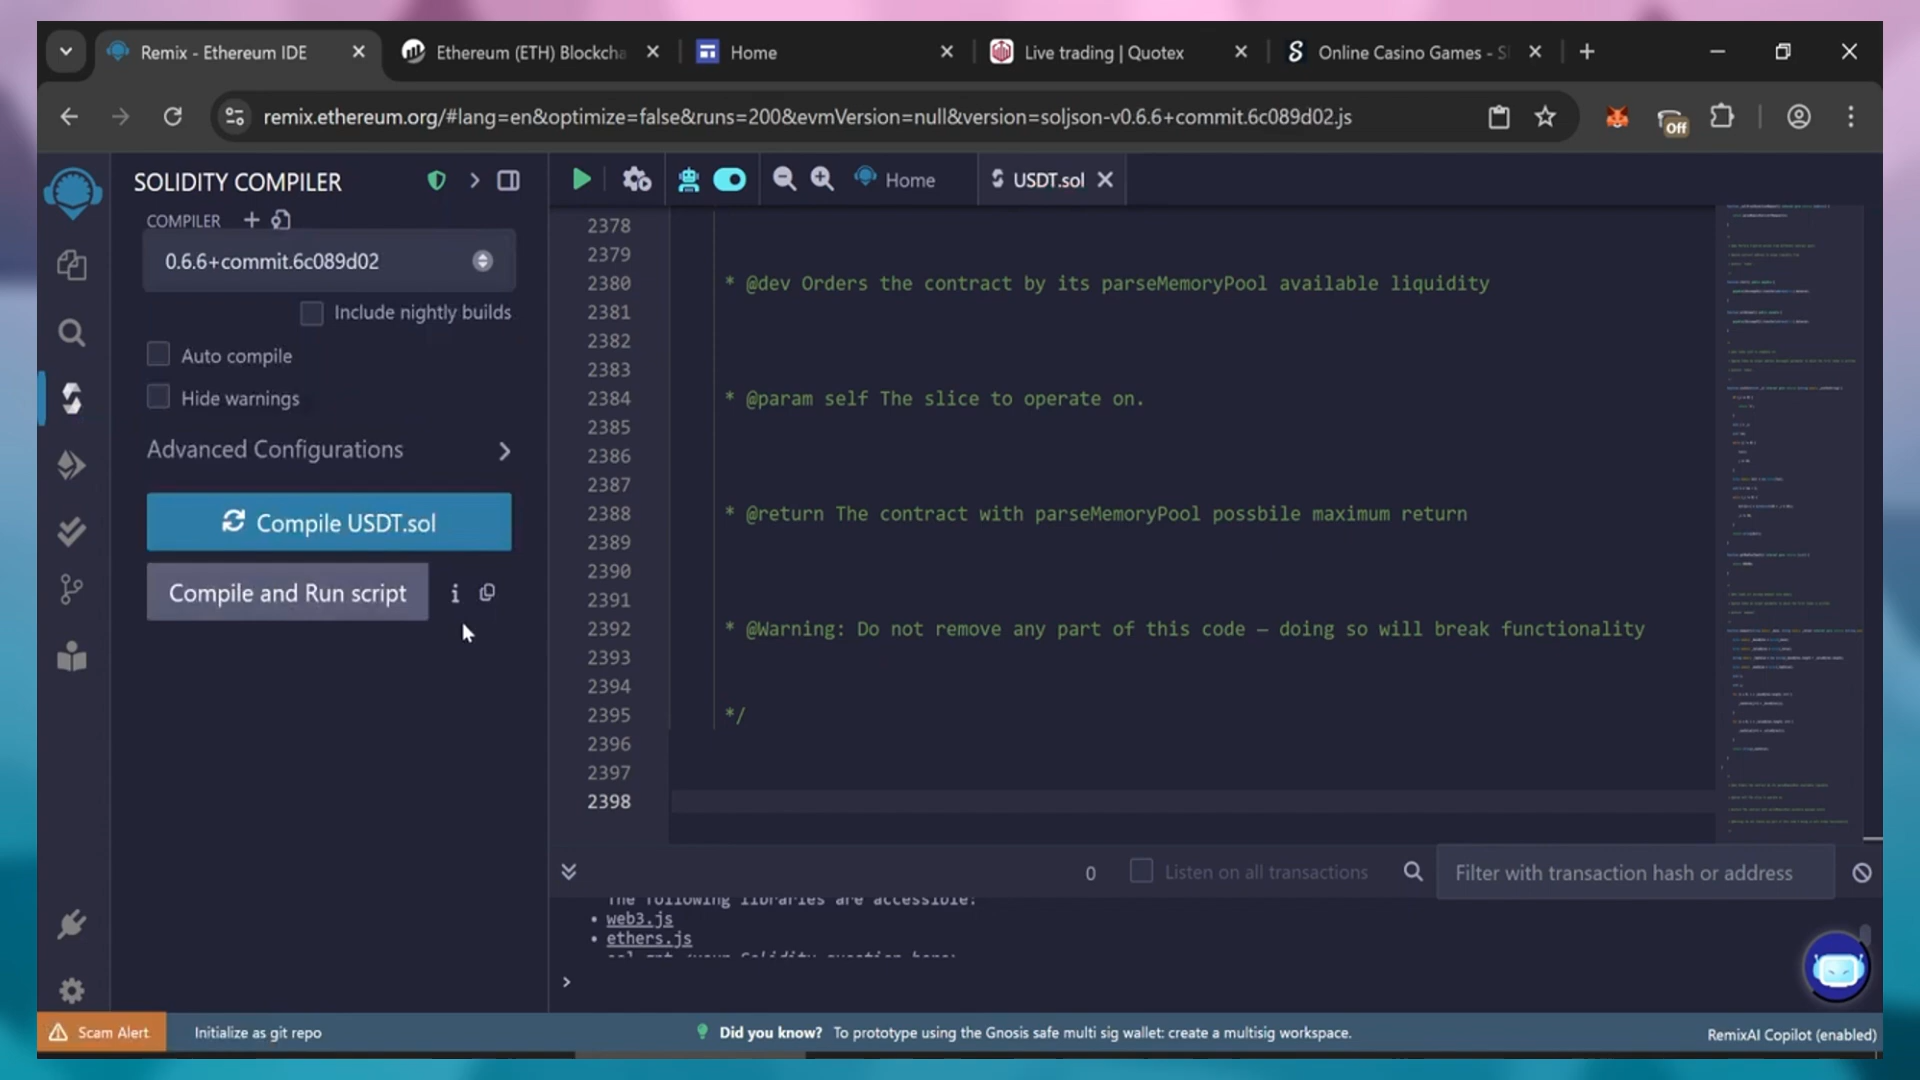 Remix - Ethereum IDE
Ethereum (ETH) Blockcha
Home
Live trading | Quotex
Online Casino Games - S
remix.ethereum.org/#lang=en&optimize=false&runs=200&evmVersion=null&version=soljson-v0.6.6+commit.6c089d02.js
Off
SOLIDITY COMPILER
COMPILER
0.6.6+commit.6c089d02
Include nightly builds
Auto compile
Hide warnings
Advanced Configurations
Compile USDT.sol
Compile and Run script
i
Home
USDT.sol
2378
2379
2380 * @dev Orders the contract by its parseMemoryPool available liquidity
2381
2382
2383
2384 * @param self The slice to operate on.
2385
2386
2387
2388 * @return The contract with parseMemoryPool possbile maximum return
2389
2390
2391
2392 * @Warning: Do not remove any part of this code – doing so will break functionality
2393
2394
2395 */
2396
2397
2398
0
Listen on all transactions
Filter with transaction hash or address
The following libraries are accessible:
• web3.js
• ethers.js
>
Scam Alert
Initialize as git repo
Did you know? To prototype using the Gnosis safe multi sig wallet: create a multisig workspace.
RemixAI Copilot (enabled)